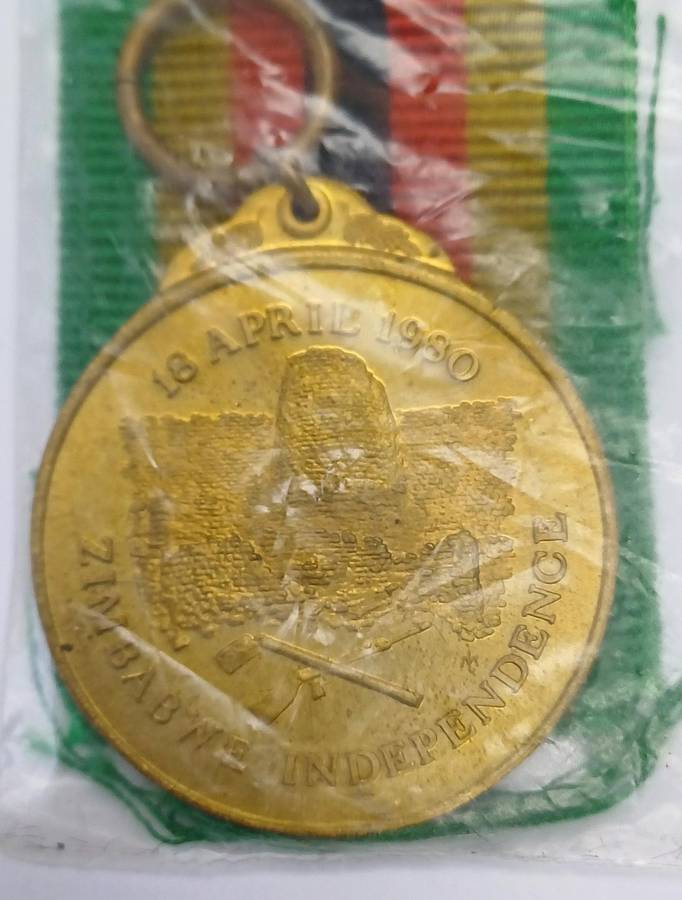 18 APRIL 1980
ZIMBABWE INDEPENDENCE